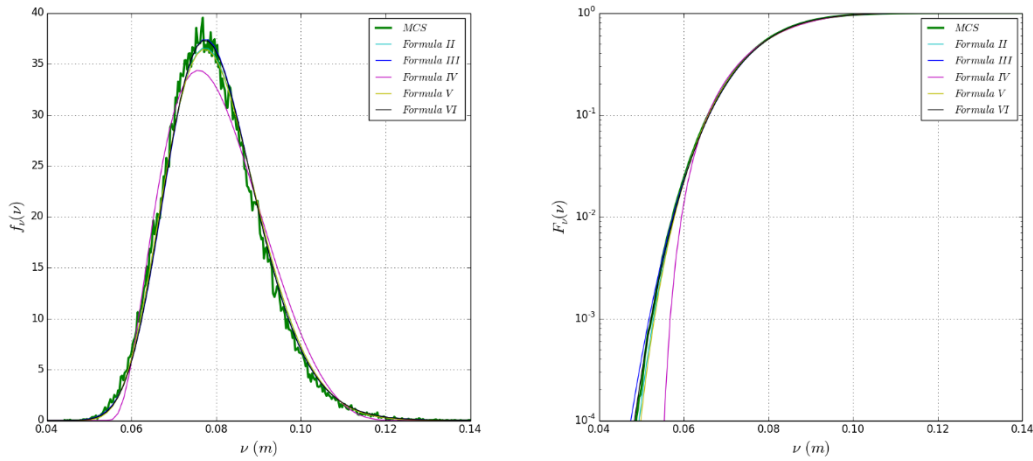 40
35
30
25
20
15
10
5
0
f_ν(ν)
0.04 0.06 0.08 0.10 0.12 0.14
ν (m)
MCS
Formula II
Formula III
Formula IV
Formula V
Formula VI
10^0
10^-1
10^-2
10^-3
10^-4
F_ν(ν)
0.04 0.06 0.08 0.10 0.12 0.14
ν (m)
MCS
Formula II
Formula III
Formula IV
Formula V
Formula VI